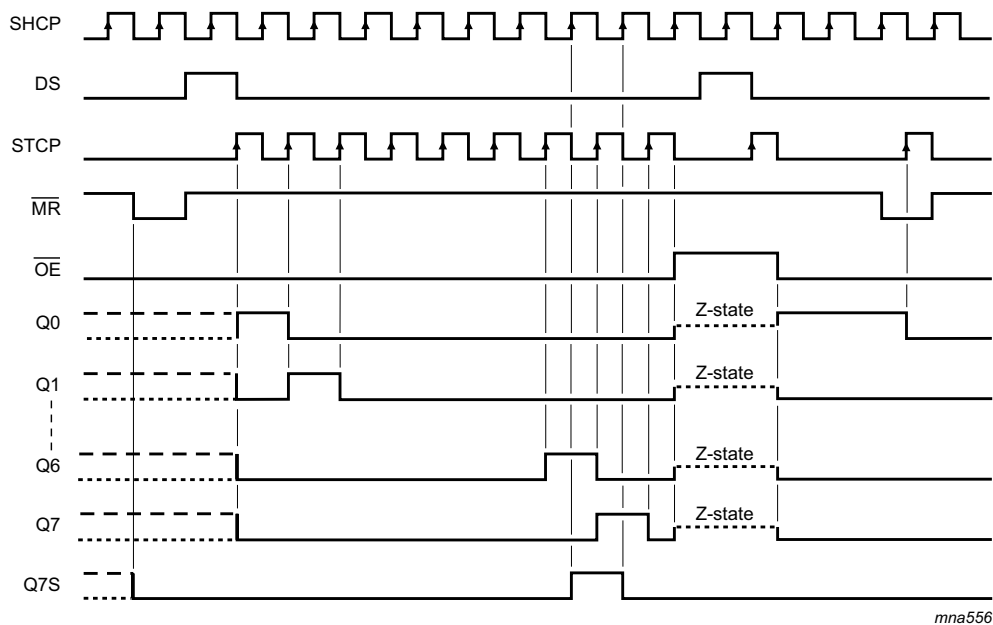 SHCP
DS
STCP
MR
OE
Q0
Z-state
Q1
Z-state
Q6
Z-state
Q7
Z-state
Q7S
mna556